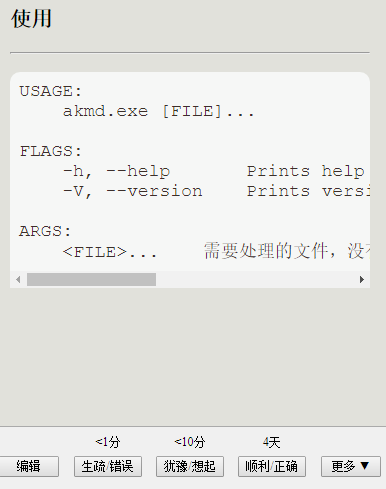 使用
USAGE:
akmd.exe [FILE]...
FLAGS:
-h, --help Prints help
-V, --version Prints versi
ARGS:
<FILE>... 需要处理的文件，没
<1分 <10分 4天
编辑 生疏/错误 犹豫/想起 顺利/正确 更多 ▼